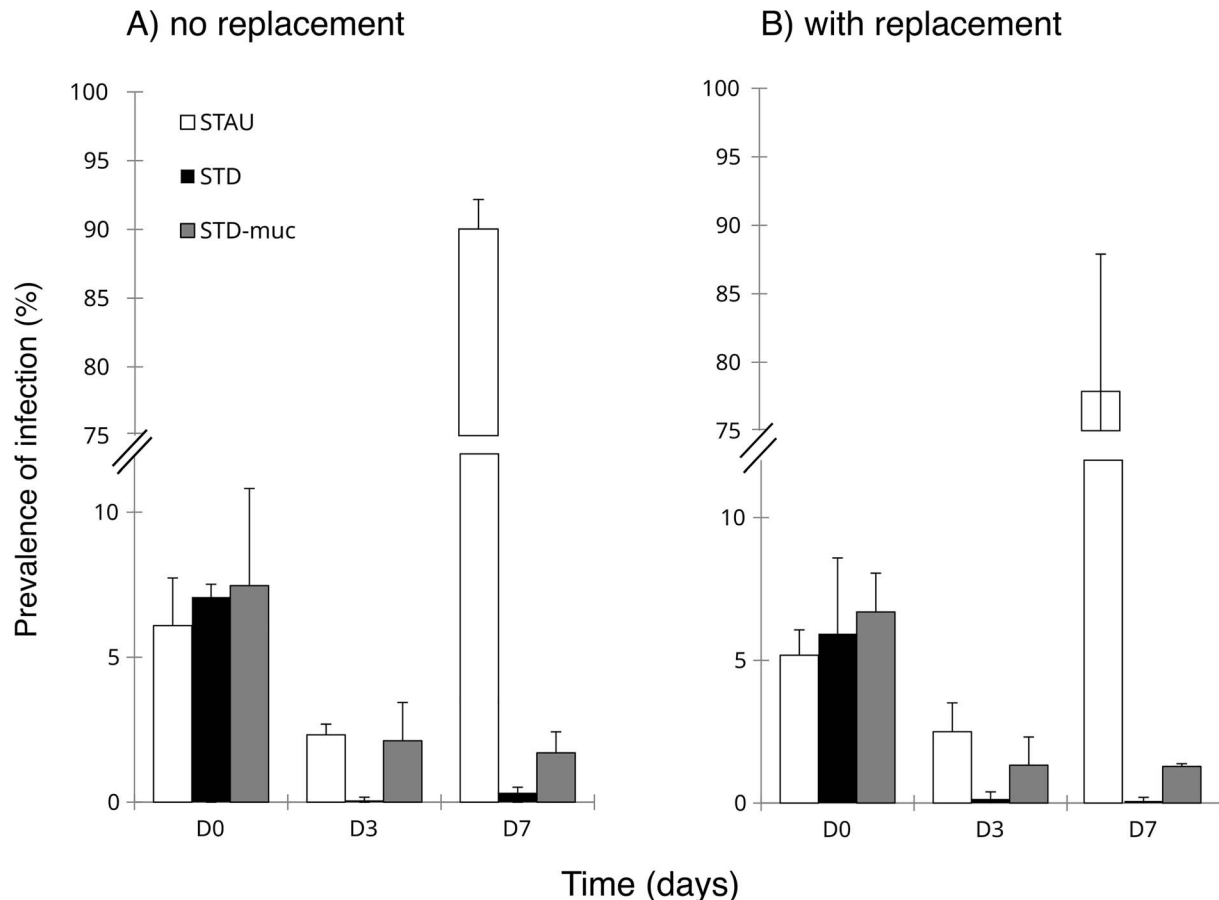 A) no replacement
B) with replacement
Prevalence of infection (%)
100
95
90
85
80
75
10
5
0
STAU
STD
STD-muc
D0
D3
D7
100
95
90
85
80
75
10
5
0
D0
D3
D7
Time (days)